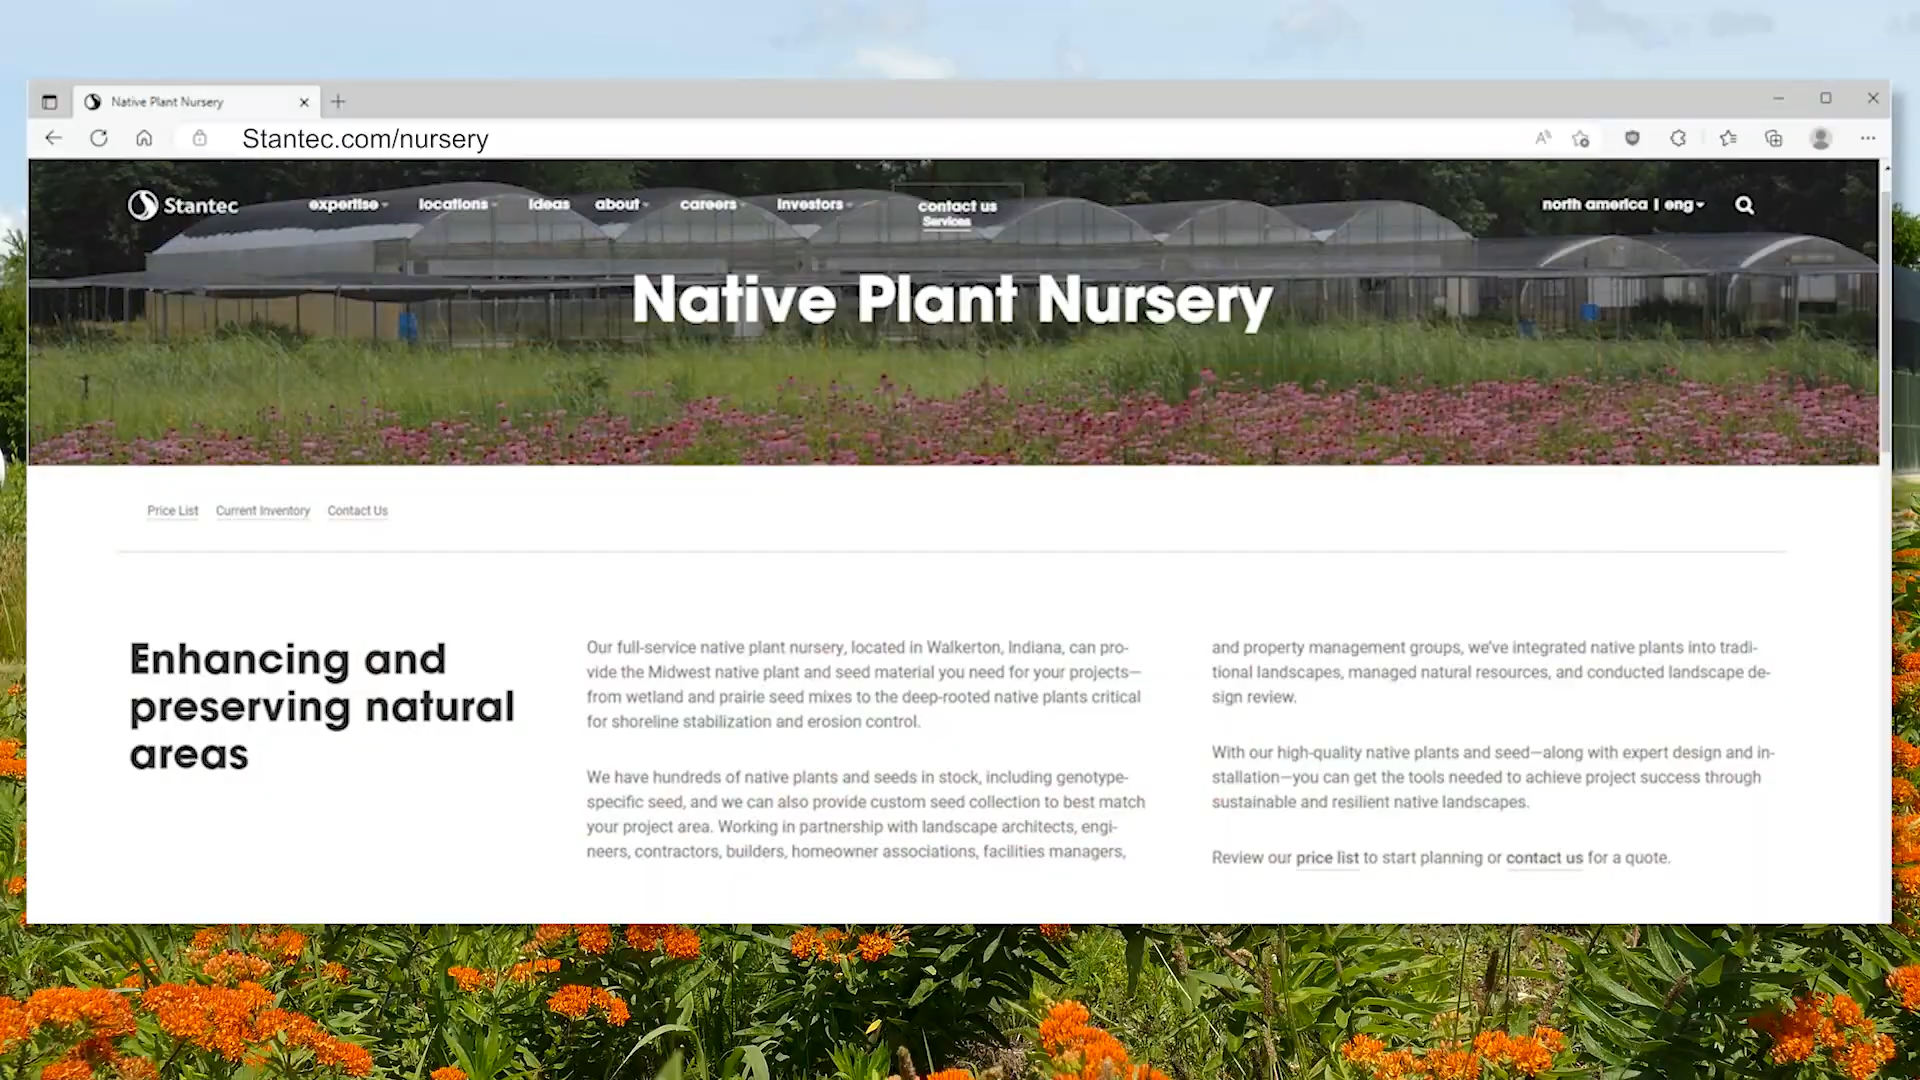 Native Plant Nursery
Stantec.com/nursery
Stantec
expertise
locations
ideas
about
careers
investors
contact us
Services
north america | eng
Native Plant Nursery
Price List
Current Inventory
Contact Us
Enhancing and
preserving natural
areas
Our full-service native plant nursery, located in Walkerton, Indiana, can pro-
vide the Midwest native plant and seed material you need for your projects—
from wetland and prairie seed mixes to the deep-rooted native plants critical
for shoreline stabilization and erosion control.
We have hundreds of native plants and seeds in stock, including genotype-
specific seed, and we can also provide custom seed collection to best match
your project area. Working in partnership with landscape architects, engi-
neers, contractors, builders, homeowner associations, facilities managers,
and property management groups, we've integrated native plants into tradi-
tional landscapes, managed natural resources, and conducted landscape de-
sign review.
With our high-quality native plants and seed—along with expert design and in-
stallation—you can get the tools needed to achieve project success through
sustainable and resilient native landscapes.
Review our price list to start planning or contact us for a quote.